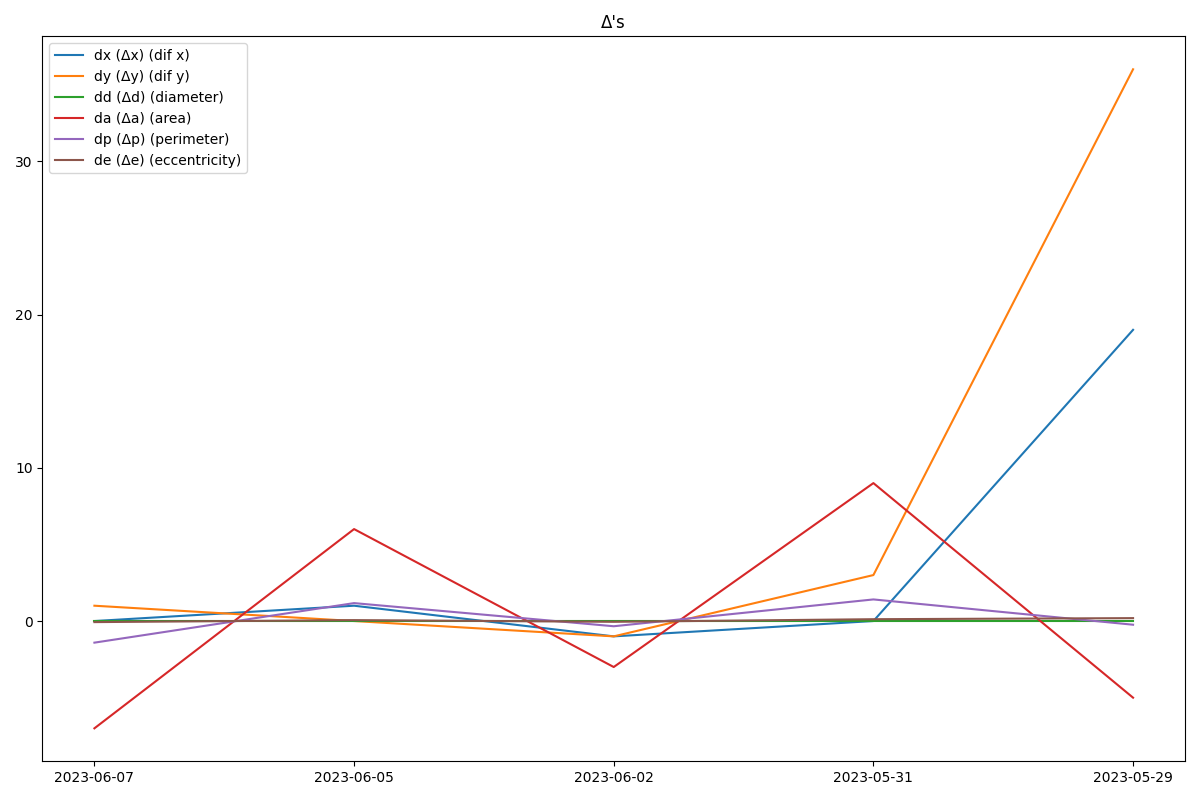 Δ's
dx (Δx) (dif x)
dy (Δy) (dif y)
dd (Δd) (diameter)
da (Δa) (area)
dp (Δp) (perimeter)
de (Δe) (eccentricity)
30
20
10
0
2023-06-07 2023-06-05 2023-06-02 2023-05-31 2023-05-29